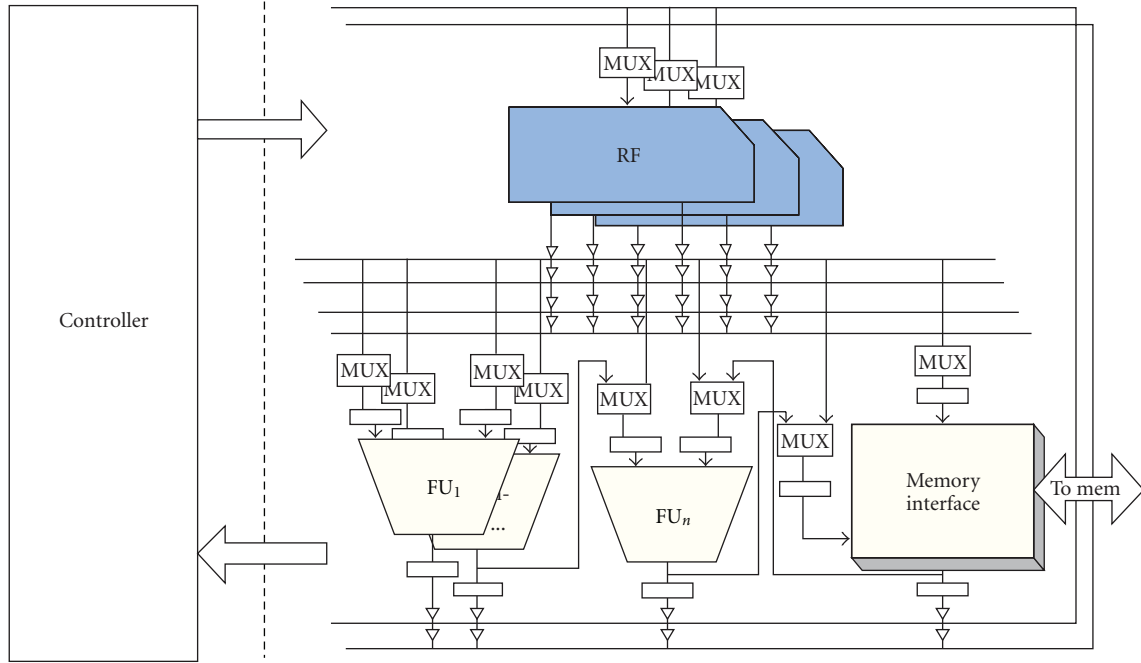 MUX
MUX
MUX
RF
Controller
MUX
MUX
MUX
MUX
MUX
MUX
MUX
MUX
FU1
...
FUn
Memory
interface
To mem